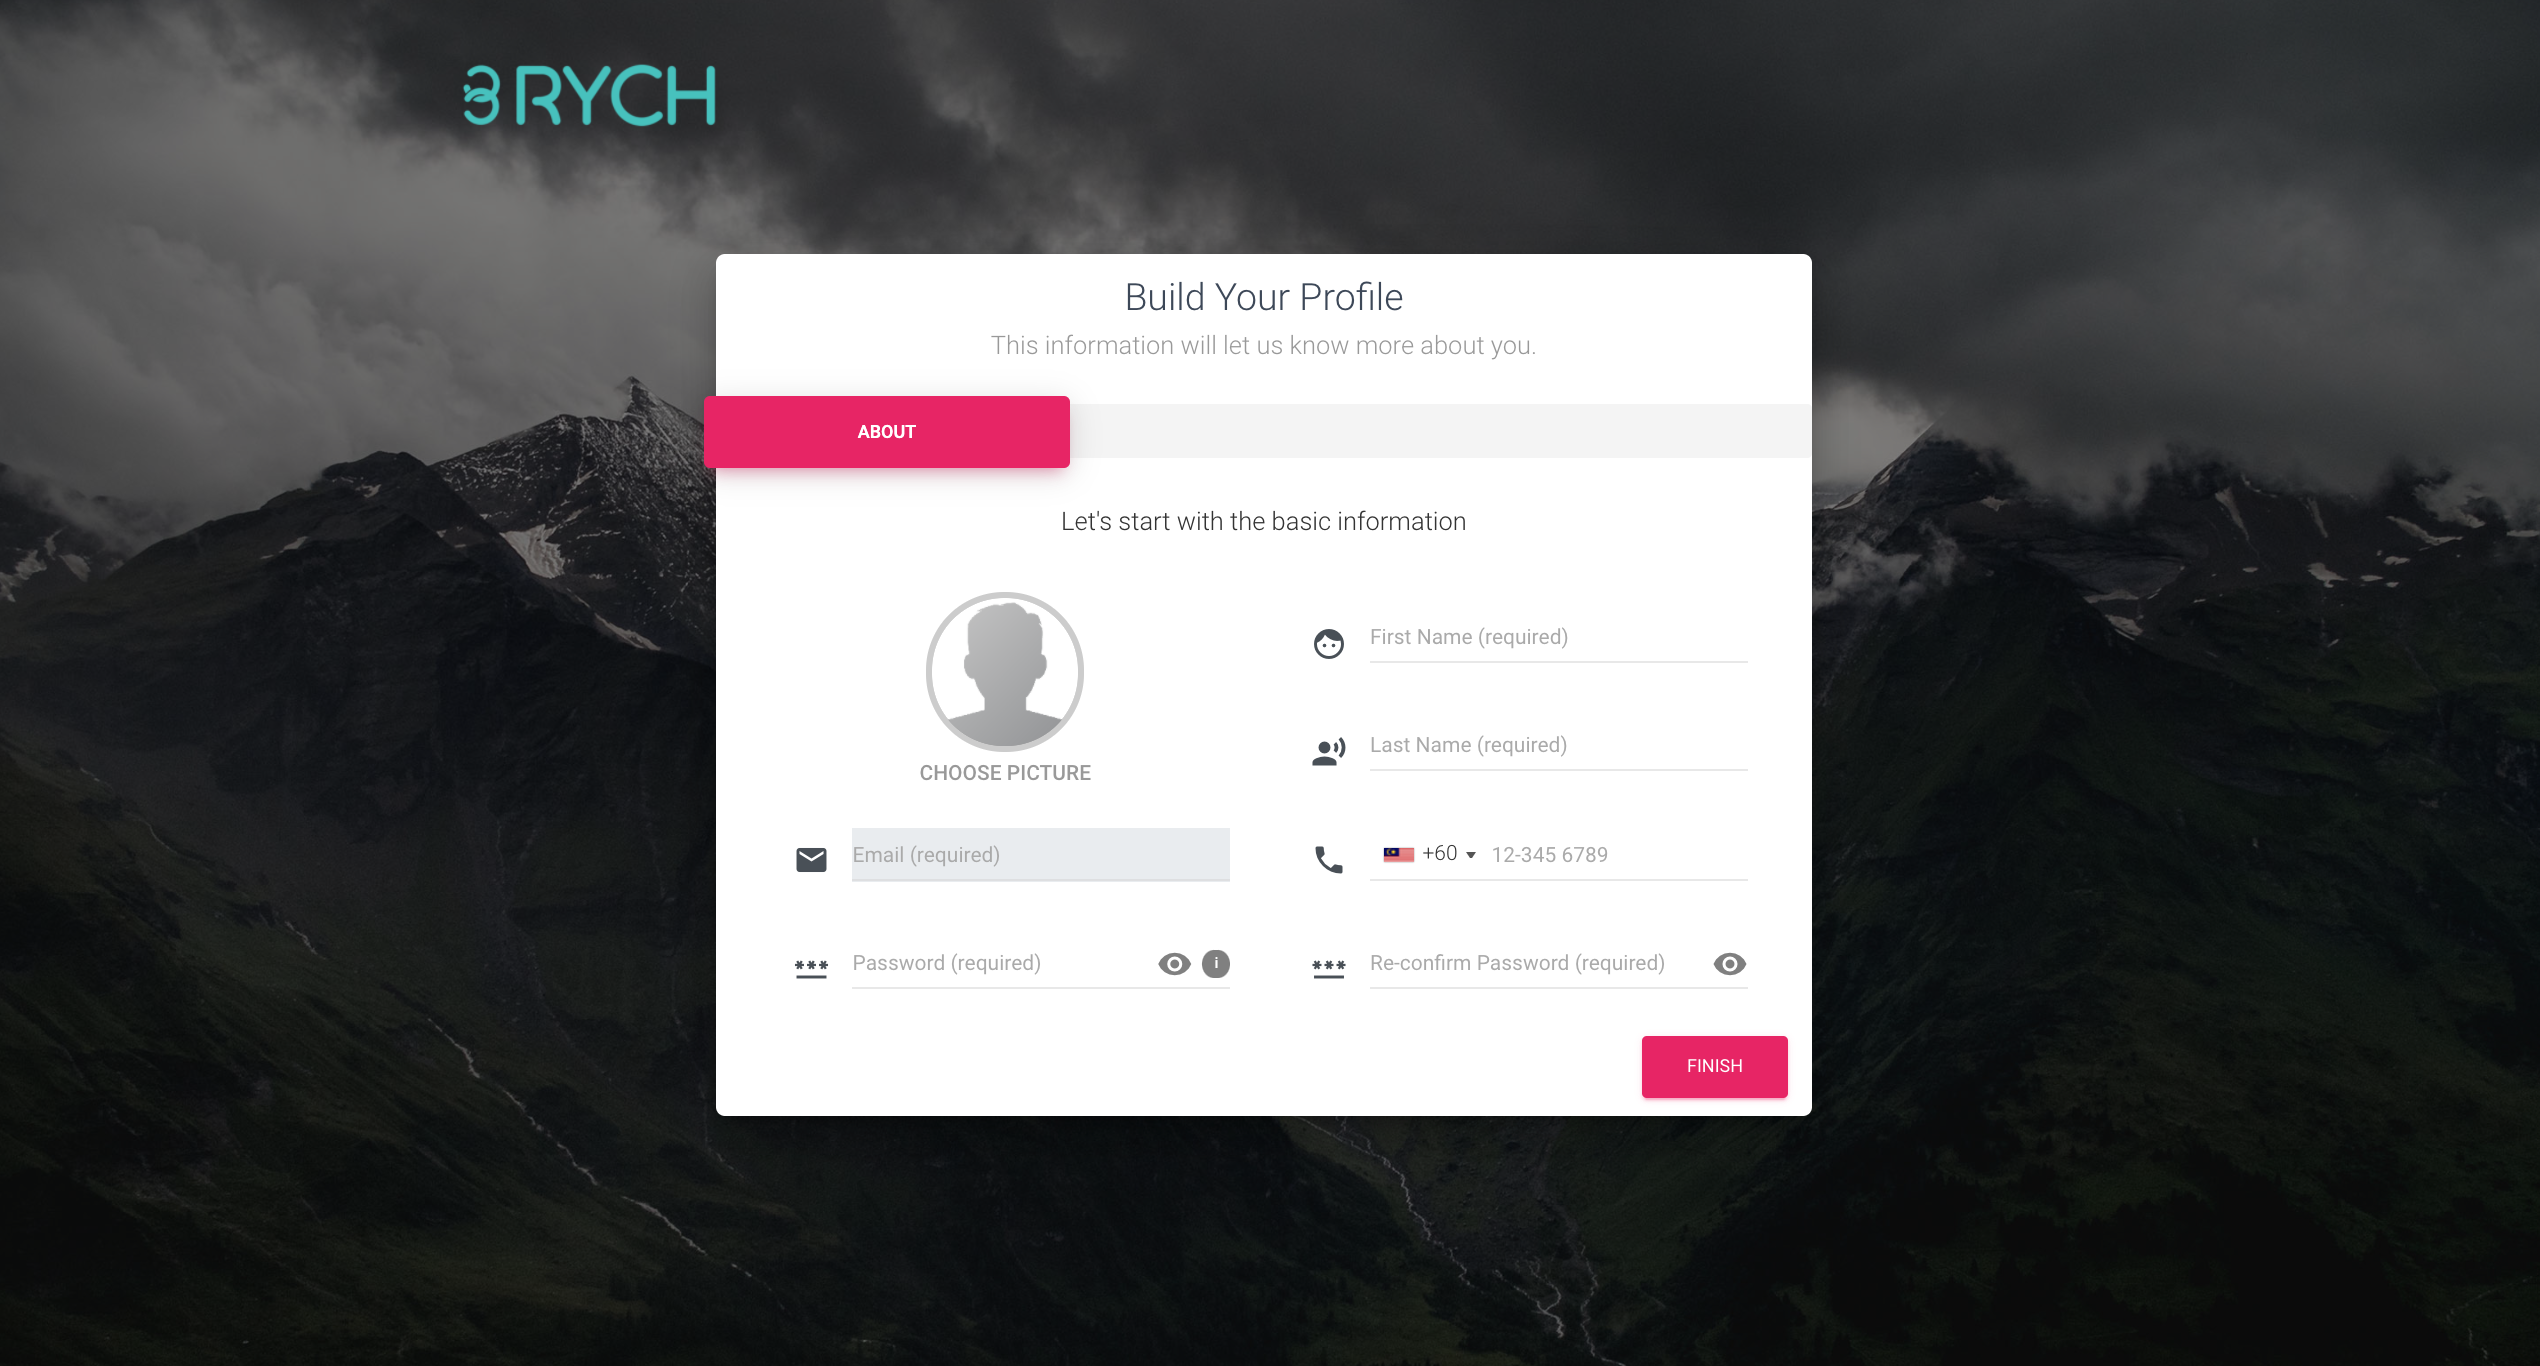 RYCH
Build Your Profile
This information will let us know more about you.
ABOUT
Let's start with the basic information
CHOOSE PICTURE
First Name (required)
Last Name (required)
Email (required)
+60 12-345 6789
Password (required)
i
Re-confirm Password (required)
FINISH